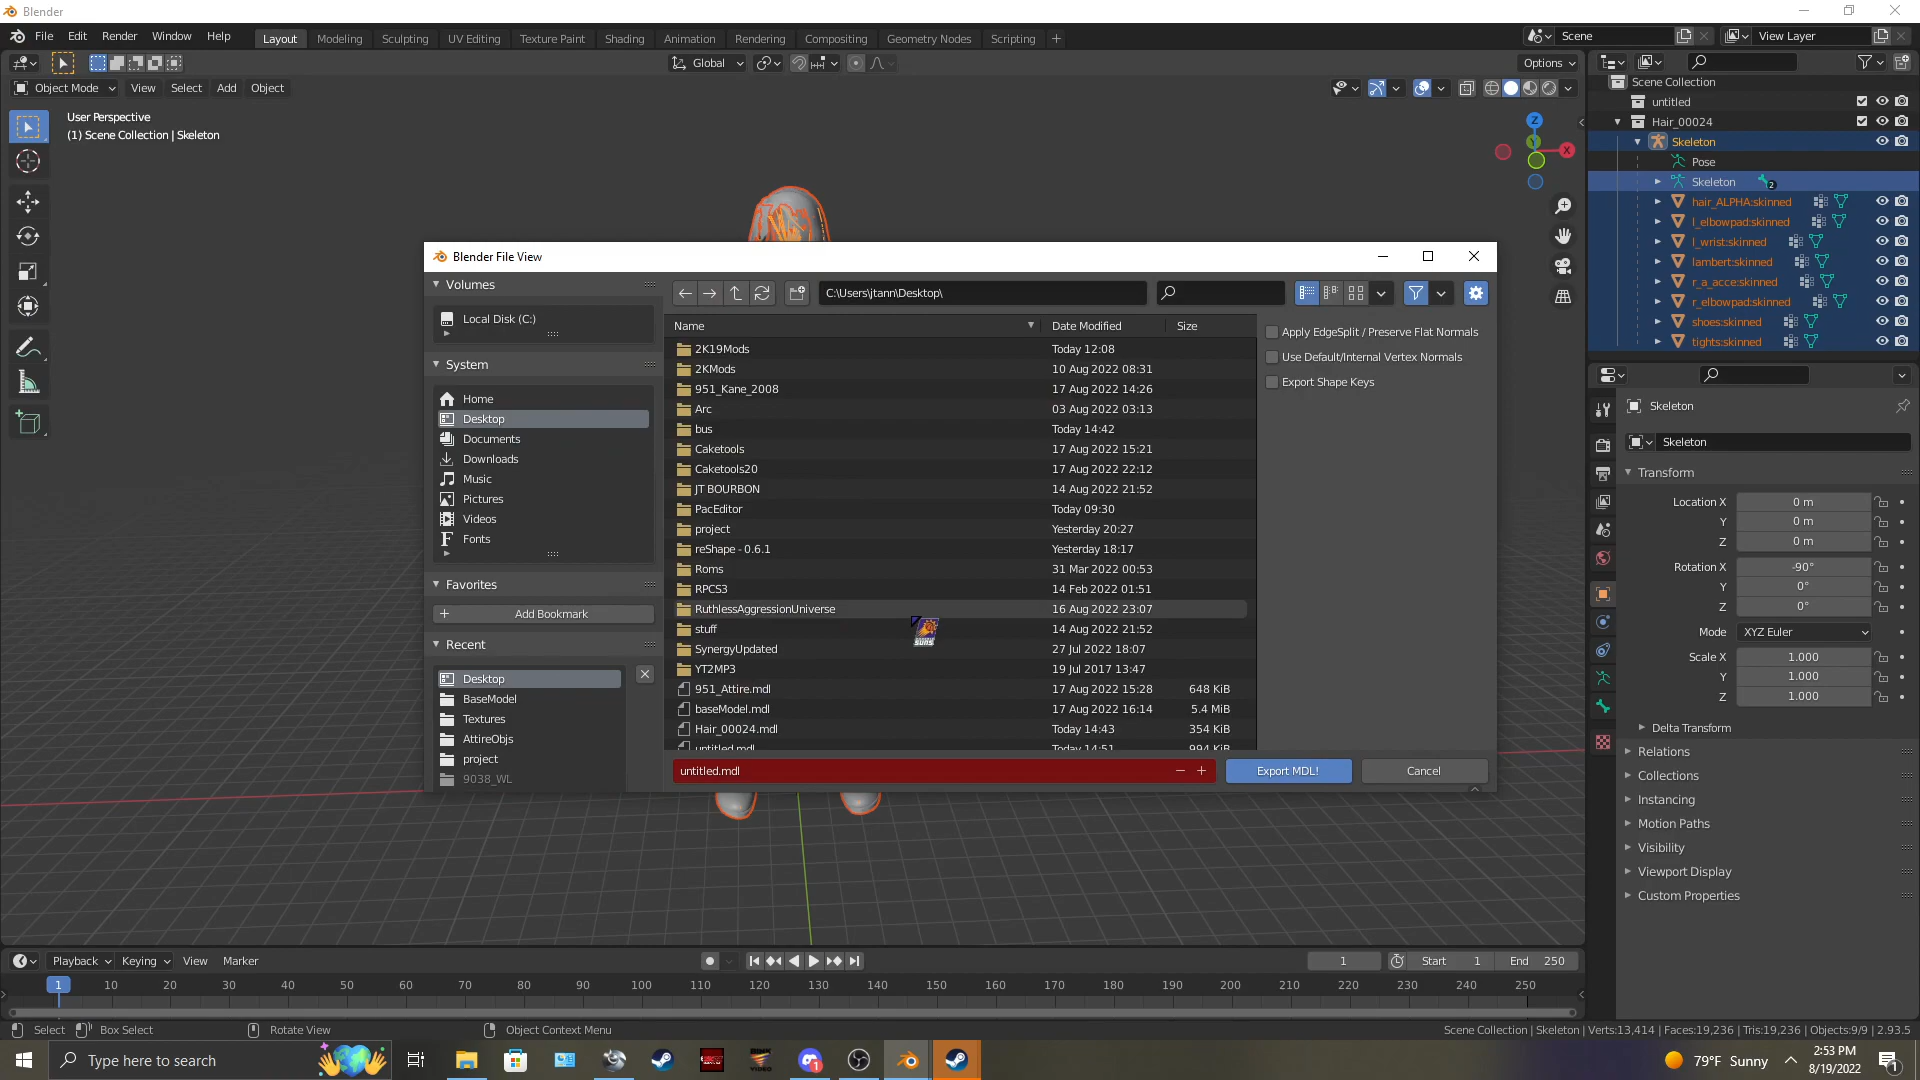 Blender
File Edit Render Window Help Layout Modeling Sculpting UV Editing Texture Paint Shading Animation Rendering Compositing Geometry Nodes Scripting + Scene View Layer
Global Options
Object Mode View Select Add Object
User Perspective
(1) Scene Collection | Skeleton
Z
Y
X
Scene Collection
untitled
Hair_00024
Skeleton
Pose
Skeleton 2
hair_ALPHA:skinned
l_elbowpad:skinned
l_wrist:skinned
lambert:skinned
r_a_acce:skinned
r_elbowpad:skinned
shoes:skinned
tights:skinned
Blender File View
Volumes
Local Disk (C:)
System
Home
Desktop
Documents
Downloads
Music
Pictures
Videos
Fonts
Favorites
Add Bookmark
Recent
Desktop
BaseModel
Textures
AttireObjs
project
9038_WL
C:\Users\jtann\Desktop\
Name Date Modified Size
2K19Mods Today 12:08
2KMods 10 Aug 2022 08:31
951_Kane_2008 17 Aug 2022 14:26
Arc 03 Aug 2022 03:13
bus Today 14:42
Caketools 17 Aug 2022 15:21
Caketools20 17 Aug 2022 22:12
JT BOURBON 14 Aug 2022 21:52
PacEditor Today 09:30
project Yesterday 20:27
reShape - 0.6.1 Yesterday 18:17
Roms 31 Mar 2022 00:53
RPCS3 14 Feb 2022 01:51
RuthlessAggressionUniverse 16 Aug 2022 23:07
stuff 14 Aug 2022 21:52
SUNS
SynergyUpdated 27 Jul 2022 18:07
YT2MP3 19 Jul 2017 13:47
951_Attire.mdl 17 Aug 2022 15:28 648 KiB
baseModel.mdl 17 Aug 2022 16:14 5.4 MiB
Hair_00024.mdl Today 14:43 354 KiB
untitled.mdl Today 14:51 994 KiB
untitled.mdl Export MDL! Cancel
Apply EdgeSplit / Preserve Flat Normals
Use Default/Internal Vertex Normals
Export Shape Keys
Skeleton
Skeleton
Transform
Location X 0 m
Y 0 m
Z 0 m
Rotation X -90°
Y 0°
Z 0°
Mode XYZ Euler
Scale X 1.000
Y 1.000
Z 1.000
Delta Transform
Relations
Collections
Instancing
Motion Paths
Visibility
Viewport Display
Custom Properties
Playback Keying View Marker 1 Start 1 End 250
1 10 20 30 40 50 60 70 80 90 100 110 120 130 140 150 160 170 180 190 200 210 220 230 240 250
Select Box Select Rotate View Object Context Menu Scene Collection | Skeleton | Verts:13,414 | Faces:19,236 | Tris:19,236 | Objects:9/9 | 2.93.5
Type here to search 79°F Sunny
2:53 PM
8/19/2022